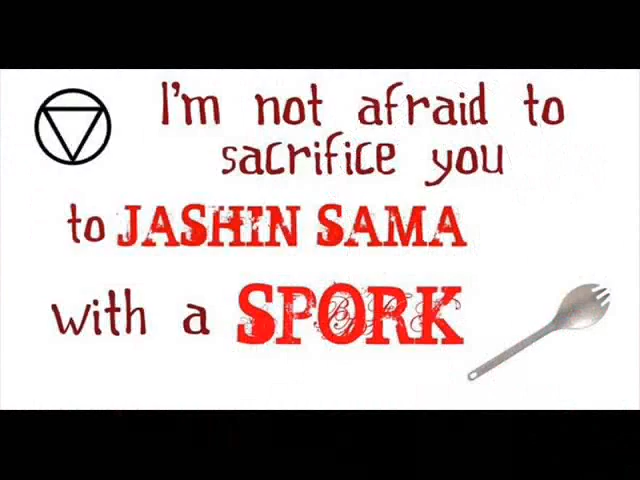 I'm not afraid to
sacrifice you
to JASHIN SAMA
with a SPORK